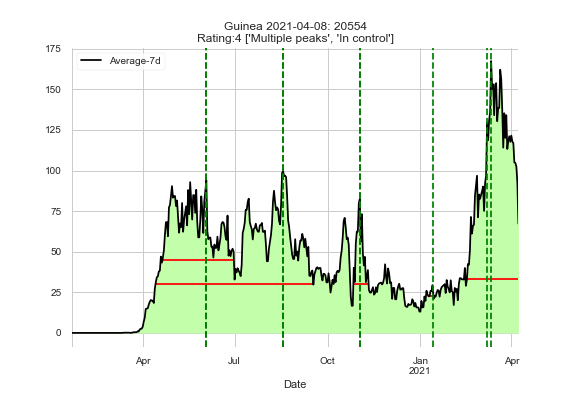 Guinea 2021-04-08: 20554
Rating:4 ['Multiple peaks', 'In control']
Average-7d
175
150
125
100
75
50
25
0
Apr
Jul
Oct
Jan
2021
Apr
Date